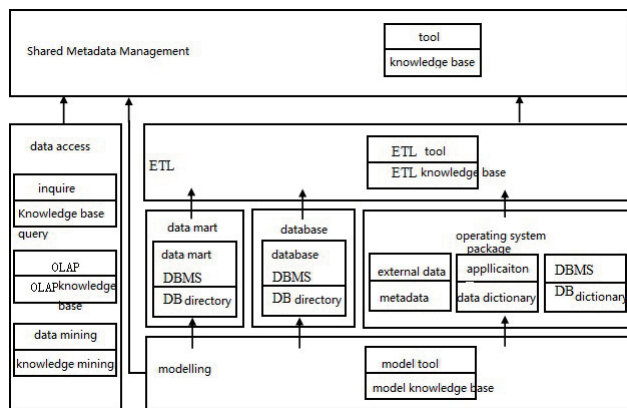 Shared Metadata Management
tool
knowledge base
data access
inquire
Knowledge base
query
OLAP
OLAPknowledge
base
data mining
knowledge mining
ETL
ETL tool
ETL knowledge base
data mart
data mart
DBMS
DB directory
database
database
DBMS
DB directory
operating system
package
external data
metadata
appllicaiton
data dictionary
DBMS
DB dictionary
modelling
model tool
model knowledge base